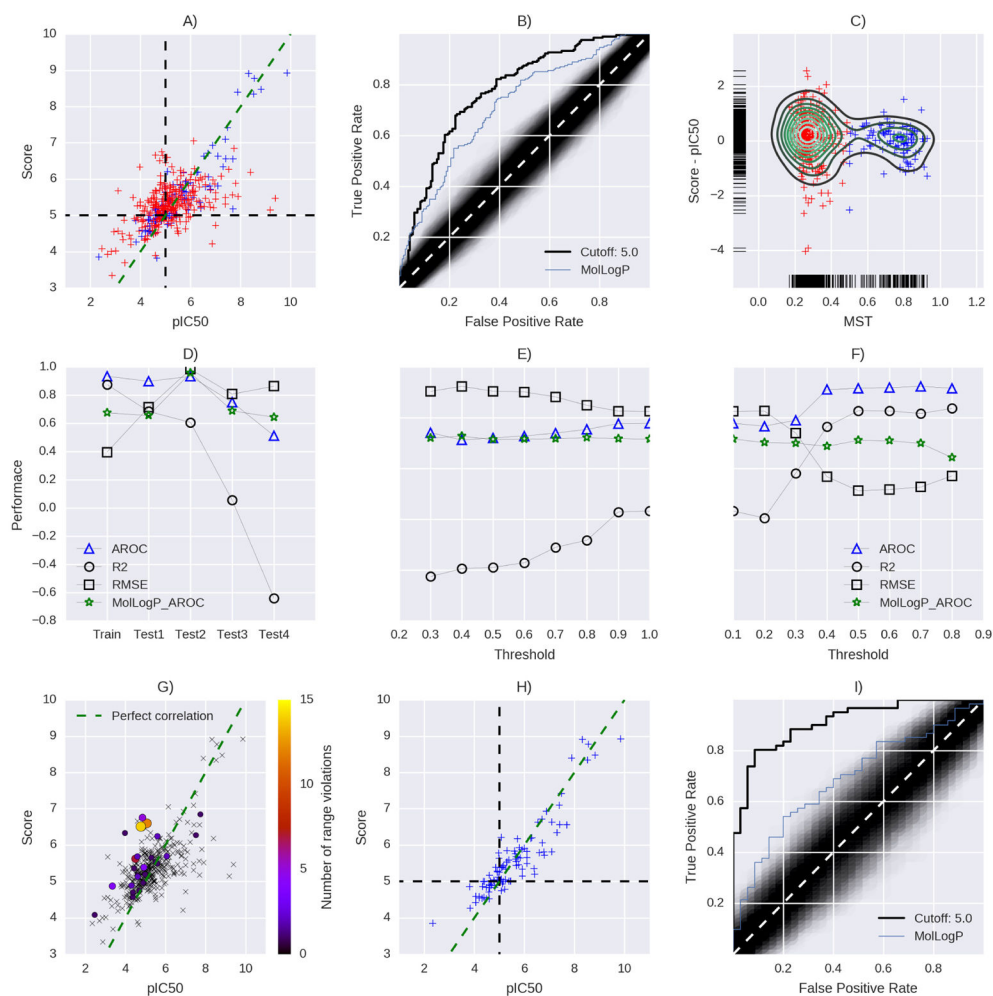 A)
B)
C)
10
9
8
7
6
5
4
3
Score
2 4 6 8 10
pIC50
0.8
0.6
0.4
0.2
True Positive Rate
Cutoff: 5.0
MolLogP
0.2 0.4 0.6 0.8
False Positive Rate
4
2
0
−2
−4
Score - pIC50
0.0 0.2 0.4 0.6 0.8 1.0 1.2
MST
D)
E)
F)
1.0
0.8
0.6
0.4
0.2
0.0
−0.2
−0.4
−0.6
−0.8
Performace
AROC
R2
RMSE
MolLogP_AROC
Train Test1 Test2 Test3 Test4
0.2 0.3 0.4 0.5 0.6 0.7 0.8 0.9 1.0
Threshold
AROC
R2
RMSE
MolLogP_AROC
0.1 0.2 0.3 0.4 0.5 0.6 0.7 0.8 0.9
Threshold
G)
H)
I)
10
9
8
7
6
5
4
3
Score
Perfect correlation
2 4 6 8 10
pIC50
15
10
5
0
Number of range violations
10
9
8
7
6
5
4
3
Score
2 4 6 8 10
pIC50
0.8
0.6
0.4
0.2
True Positive Rate
Cutoff: 5.0
MolLogP
0.2 0.4 0.6 0.8
False Positive Rate